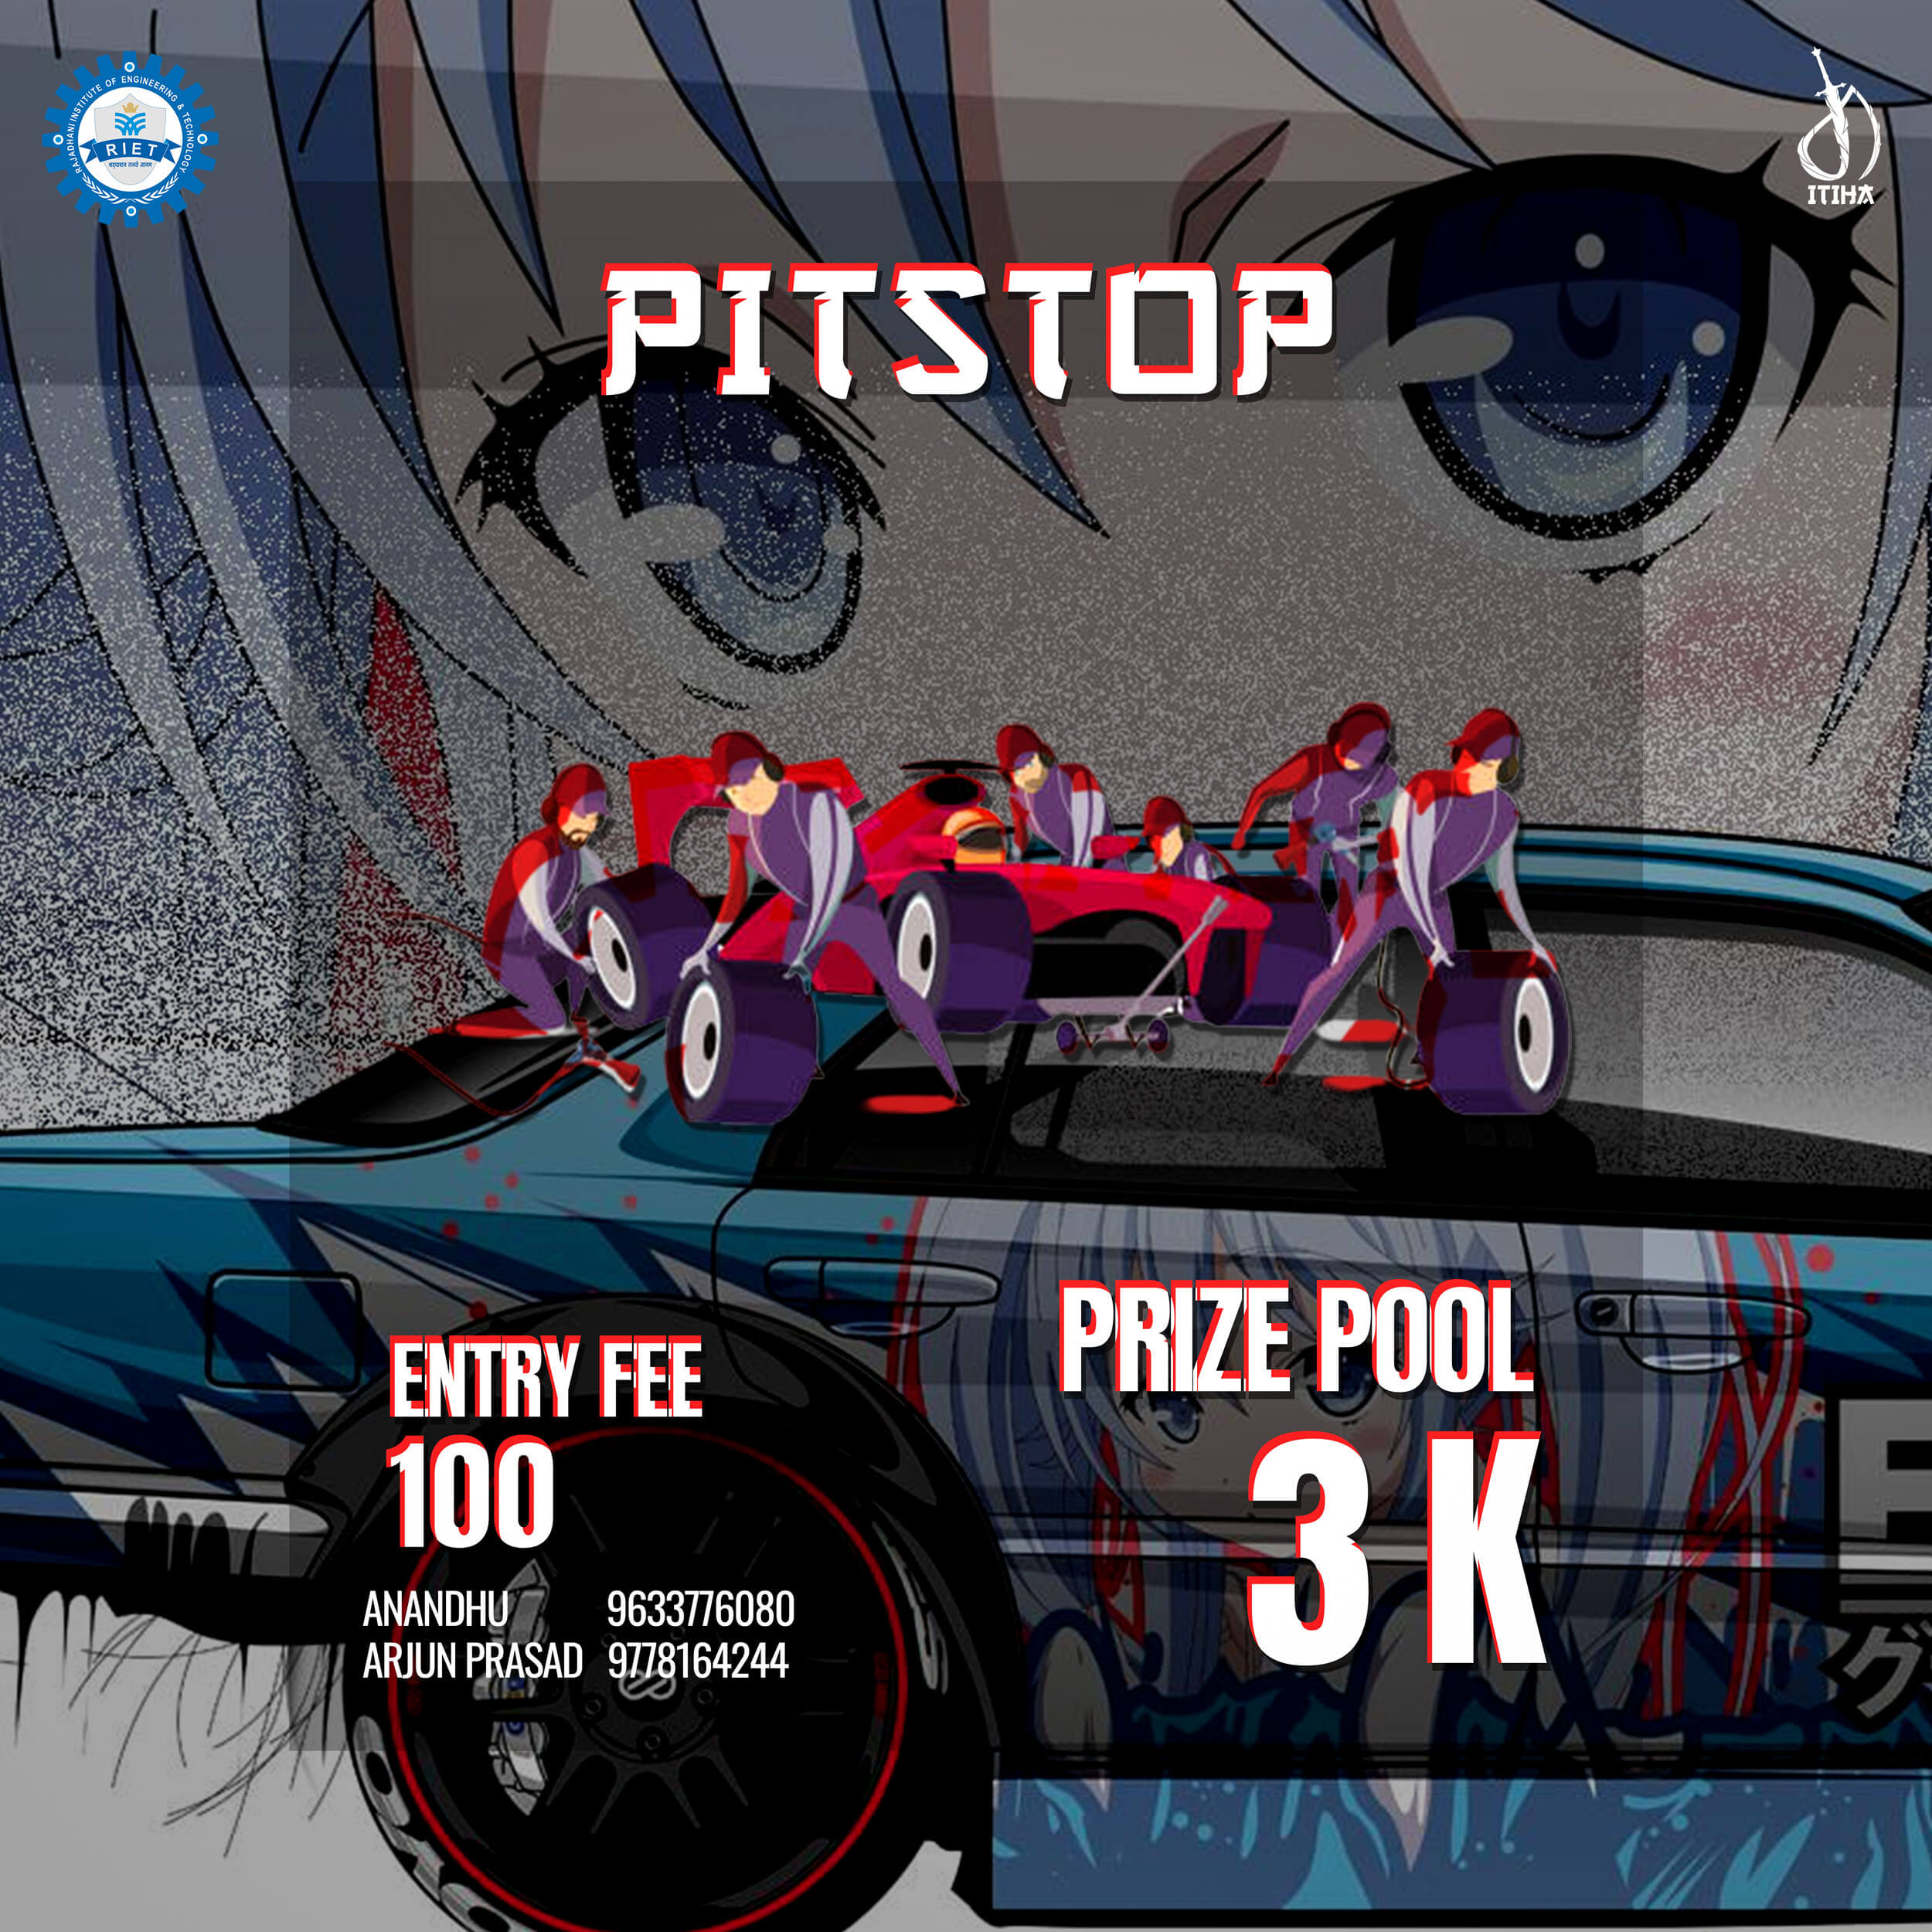 RAJADHANI INSTITUTE OF ENGINEERING & TECHNOLOGY
RIET
ITIHA
PITSTOP
PRIZE POOL
3 K
ENTRY FEE
100
ANANDHU 9633776080
ARJUN PRASAD 9778164244
グ